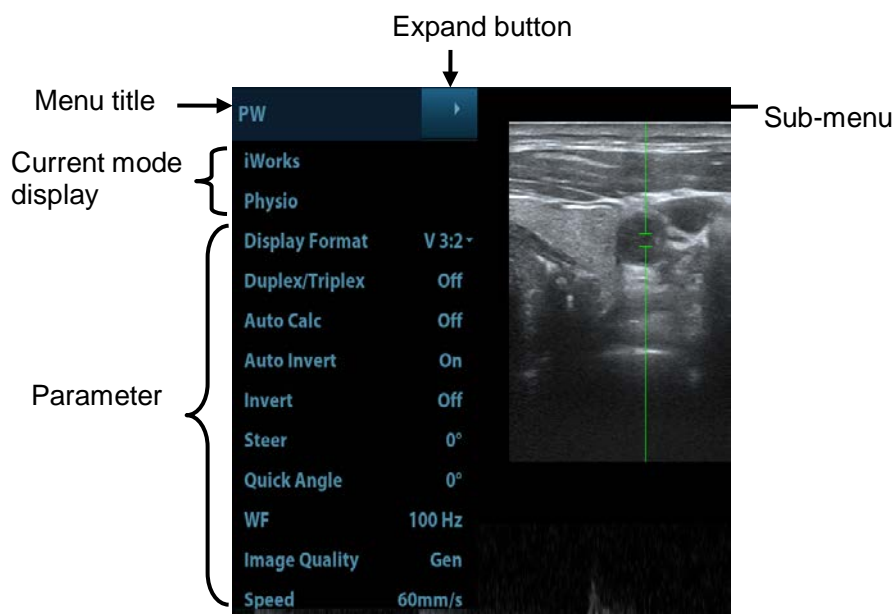 Expand button
Menu title
PW
Sub-menu
Current mode
display
iWorks
Physio
Parameter
Display Format V 3:2
Duplex/Triplex Off
Auto Calc Off
Auto Invert On
Invert Off
Steer 0°
Quick Angle 0°
WF 100 Hz
Image Quality Gen
Speed 60mm/s